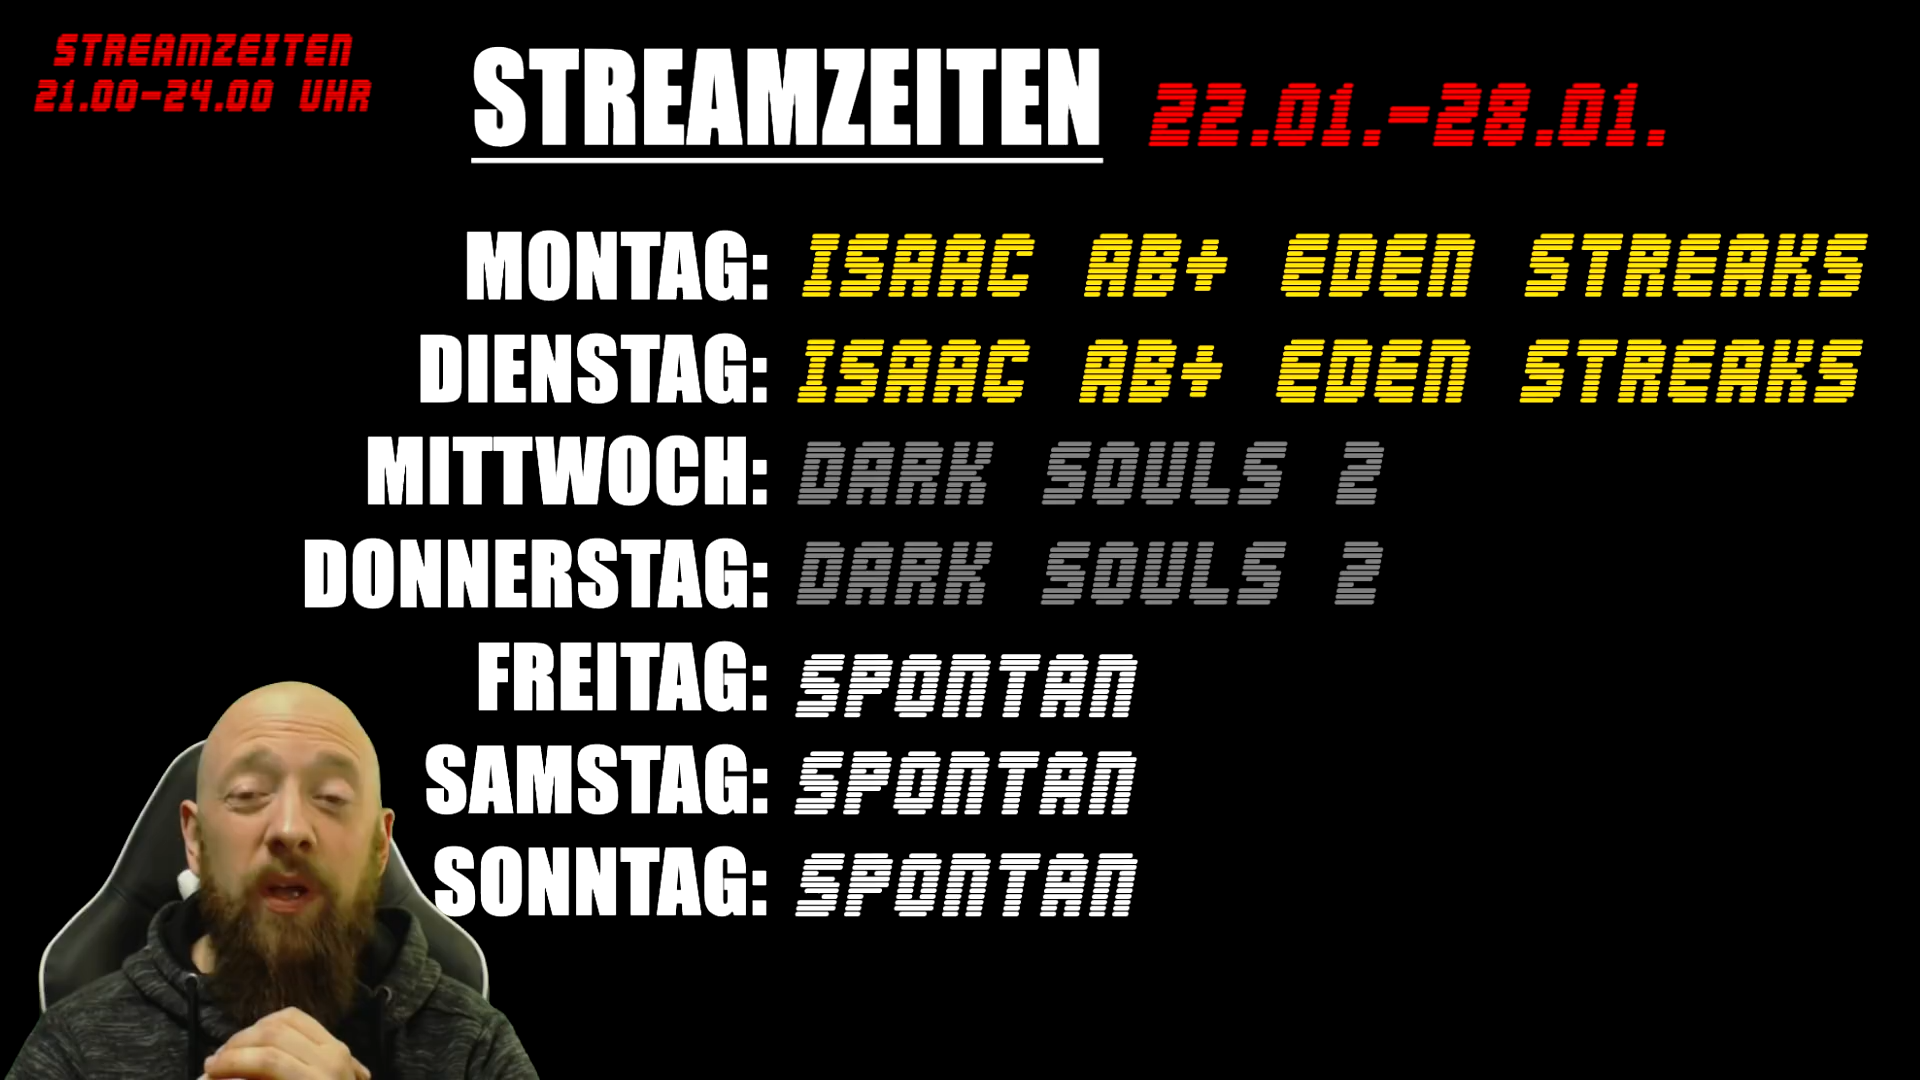 STREAMZEITEN
21.00-24.00 UHR
STREAMZEITEN 22.01.-28.01.
MONTAG: ISAAC AB+ EDEN STREAKS
DIENSTAG: ISAAC AB+ EDEN STREAKS
MITTWOCH: DARK SOULS 2
DONNERSTAG: DARK SOULS 2
FREITAG: SPONTAN
SAMSTAG: SPONTAN
SONNTAG: SPONTAN